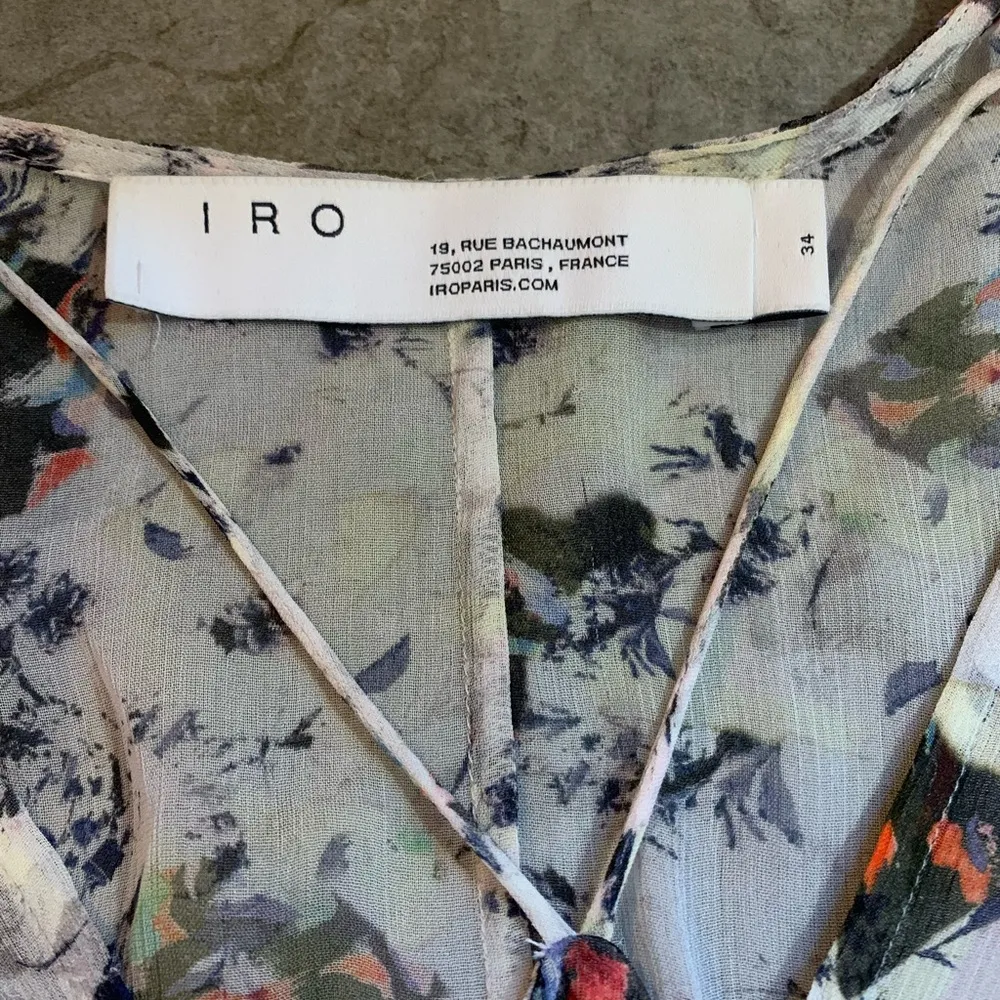 IRO
19, RUE BACHAUMONT
75002 PARIS , FRANCE
IROPARIS.COM
34